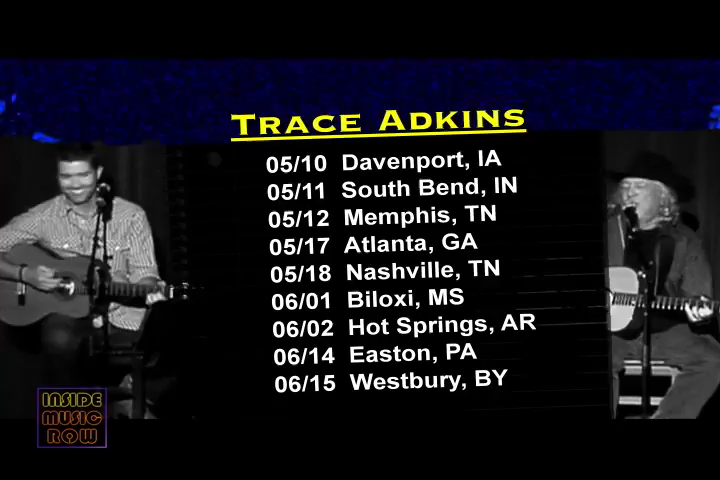 TRACE ADKINS
05/10 Davenport, IA
05/11 South Bend, IN
05/12 Memphis, TN
05/17 Atlanta, GA
05/18 Nashville, TN
06/01 Biloxi, MS
06/02 Hot Springs, AR
06/14 Easton, PA
06/15 Westbury, BY
INSIDE
MUSIC
ROW